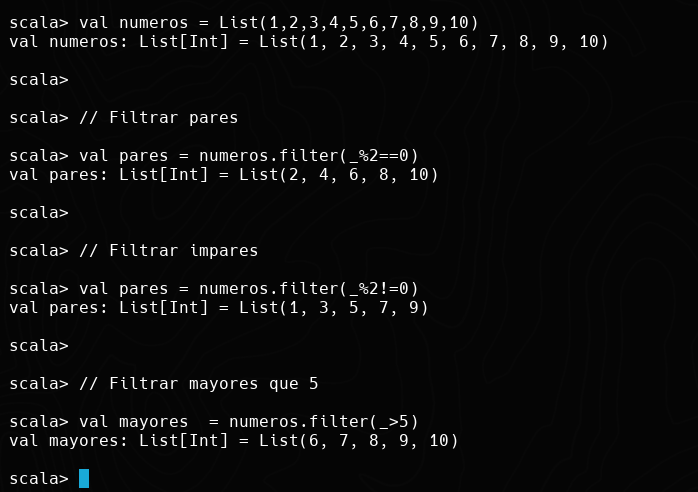 scala> val numeros = List(1,2,3,4,5,6,7,8,9,10)
val numeros: List[Int] = List(1, 2, 3, 4, 5, 6, 7, 8, 9, 10)
scala>
scala> // Filtrar pares
scala> val pares = numeros.filter(_%2==0)
val pares: List[Int] = List(2, 4, 6, 8, 10)
scala>
scala> // Filtrar impares
scala> val pares = numeros.filter(_%2!=0)
val pares: List[Int] = List(1, 3, 5, 7, 9)
scala>
scala> // Filtrar mayores que 5
scala> val mayores  = numeros.filter(_>5)
val mayores: List[Int] = List(6, 7, 8, 9, 10)
scala>